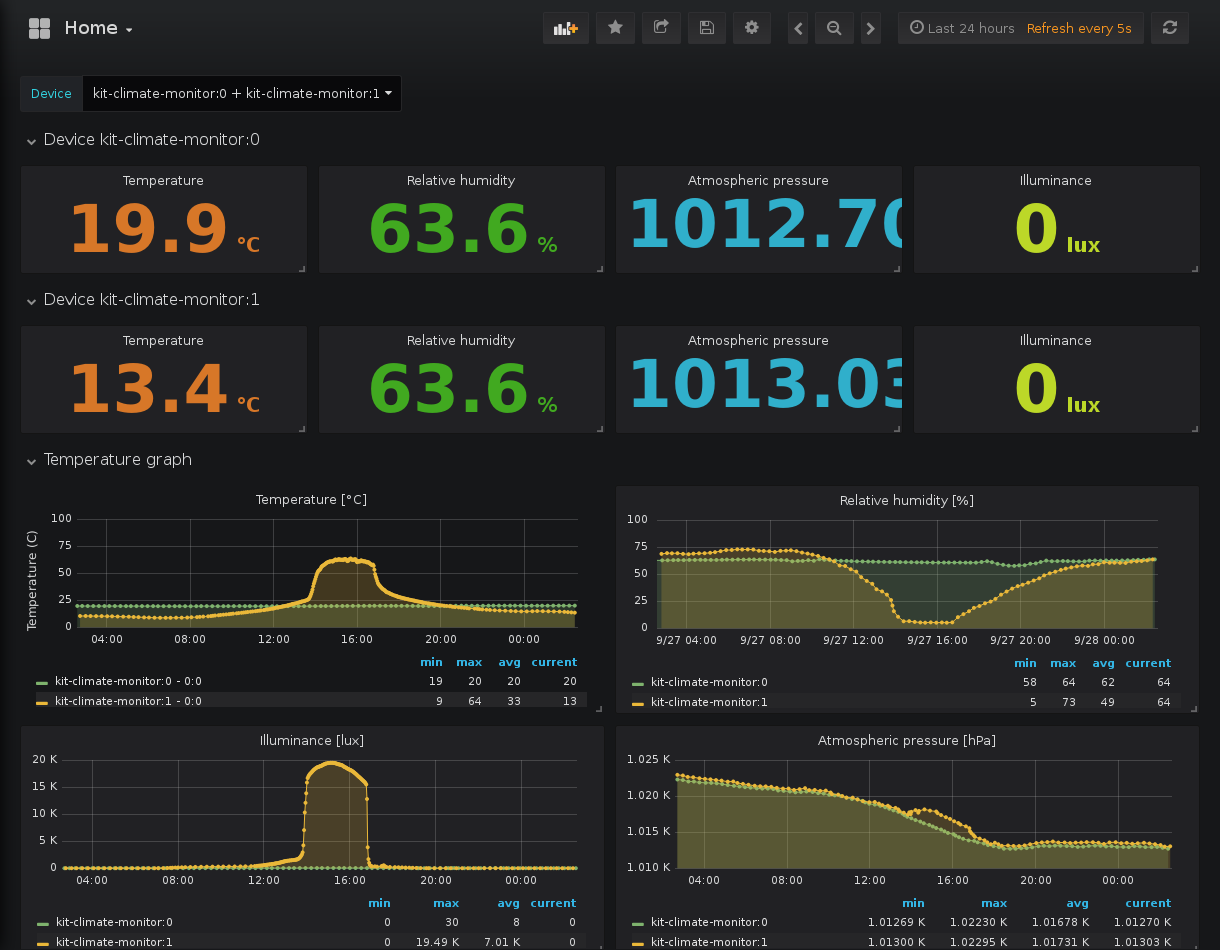 Home
Last 24 hours Refresh every 5s
Device kit-climate-monitor:0 + kit-climate-monitor:1
Device kit-climate-monitor:0
Temperature Relative humidity Atmospheric pressure Illuminance
19.9 °C 63.6 % 1012.70 0 lux
Device kit-climate-monitor:1
Temperature Relative humidity Atmospheric pressure Illuminance
13.4 °C 63.6 % 1013.03 0 lux
Temperature graph
Temperature [°C]
Temperature (C)
100
75
50
25
0
04:00 08:00 12:00 16:00 20:00 00:00
min max avg current
kit-climate-monitor:0 - 0:0 19 20 20 20
kit-climate-monitor:1 - 0:0 9 64 33 13
Relative humidity [%]
100
75
50
25
0
9/27 04:00 9/27 08:00 9/27 12:00 9/27 16:00 9/27 20:00 9/28 00:00
min max avg current
kit-climate-monitor:0 58 64 62 64
kit-climate-monitor:1 5 73 49 64
Illuminance [lux]
20 K
15 K
10 K
5 K
0
04:00 08:00 12:00 16:00 20:00 00:00
min max avg current
kit-climate-monitor:0 0 30 8 0
kit-climate-monitor:1 0 19.49 K 7.01 K 0
Atmospheric pressure [hPa]
1.025 K
1.020 K
1.015 K
1.010 K
04:00 08:00 12:00 16:00 20:00 00:00
min max avg current
kit-climate-monitor:0 1.01269 K 1.02230 K 1.01678 K 1.01270 K
kit-climate-monitor:1 1.01300 K 1.02295 K 1.01731 K 1.01303 K